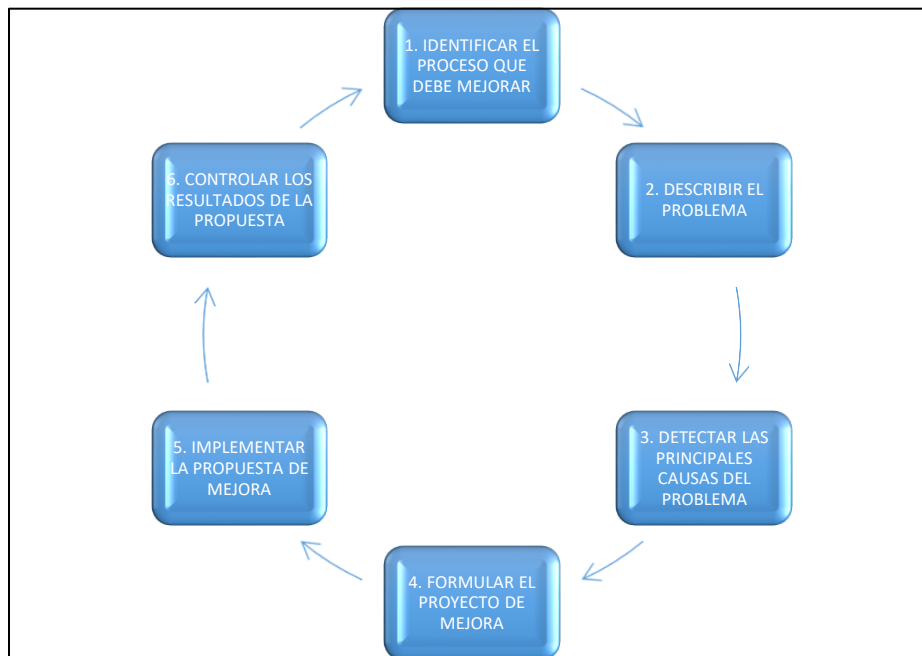 1. IDENTIFICAR EL
PROCESO QUE
DEBE MEJORAR
2. DESCRIBIR EL
PROBLEMA
3. DETECTAR LAS
PRINCIPALES
CAUSAS DEL
PROBLEMA
4. FORMULAR EL
PROYECTO DE
MEJORA
5. IMPLEMENTAR
LA PROPUESTA DE
MEJORA
6. CONTROLAR LOS
RESULTADOS DE LA
PROPUESTA